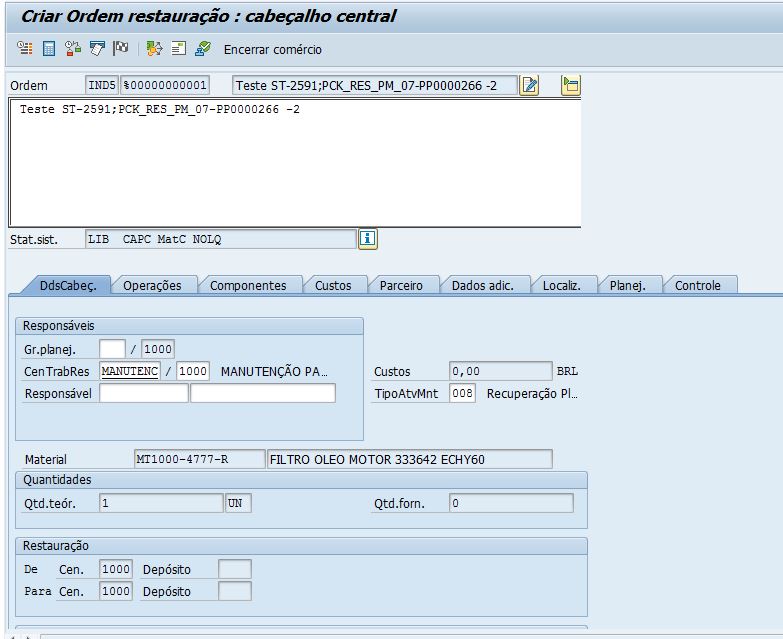 Criar Ordem restauração : cabeçalho central
Encerrar comércio
Ordem IND5 %00000000001 Teste ST-2591;PCK_RES_PM_07-PP0000266 -2
Teste ST-2591;PCK_RES_PM_07-PP0000266 -2
Stat.sist. LIB CAPC MatC NOLQ
DdsCabeç. Operações Componentes Custos Parceiro Dados adic. Localiz. Planej. Controle
Responsáveis
Gr.planej. / 1000
CenTrabRes MANUTENC / 1000 MANUTENÇÃO PA... Custos 0,00 BRL
Responsável TipoAtvMnt 008 Recuperação Pl...
Material MT1000-4777-R FILTRO OLEO MOTOR 333642 ECHY60
Quantidades
Qtd.teór. 1 UN Qtd.forn. 0
Restauração
De Cen. 1000 Depósito
Para Cen. 1000 Depósito